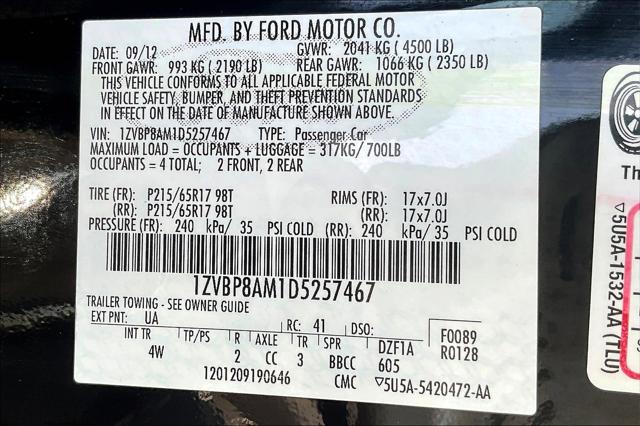 MFD. BY FORD MOTOR CO.
DATE: 09/12 GVWR: 2041 KG ( 4500 LB)
FRONT GAWR: 993 KG ( 2190 LB) REAR GAWR: 1066 KG ( 2350 LB)
THIS VEHICLE CONFORMS TO ALL APPLICABLE FEDERAL MOTOR
VEHICLE SAFETY, BUMPER, AND THEFT PREVENTION STANDARDS
IN EFFECT ON THE DATE OF MANUFACTURE SHOWN ABOVE.
VIN: 1ZVBP8AM1D5257467 TYPE: Passenger Car
MAXIMUM LOAD = OCCUPANTS + LUGGAGE = 317KG/ 700LB
OCCUPANTS = 4 TOTAL; 2 FRONT, 2 REAR
TIRE (FR): P215/65R17 98T RIMS (FR): 17x7.0J
(RR): P215/65R17 98T (RR): 17x7.0J
PRESSURE (FR): 240 kPa/ 35 PSI COLD (RR): 240 kPa/ 35 PSI COLD
1ZVBP8AM1D5257467
TRAILER TOWING - SEE OWNER GUIDE
EXT PNT: UA RC: 41 DSO:
INT TR TP/PS R AXLE TR SPR DZF1A F0089
4W 2 CC 3 BBCC 605 R0128
1201209190646 CMC ▽5U5A-5420472-AA
Th
▽5U5A-1532-AA (TLU)